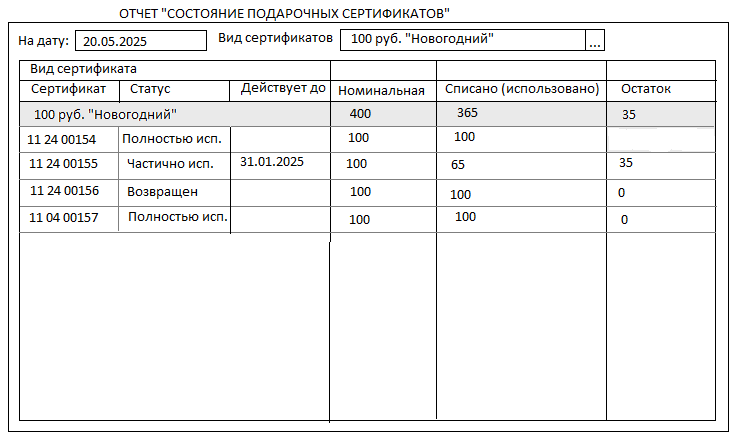 ОТЧЕТ "СОСТОЯНИЕ ПОДАРОЧНЫХ СЕРТИФИКАТОВ"
На дату: 20.05.2025 Вид сертификатов 100 руб. "Новогодний" ...
Вид сертификата
Сертификат Статус Действует до Номинальная Списано (использовано) Остаток
100 руб. "Новогодний" 400 365 35
11 24 00154 Полностью исп. 100 100
11 24 00155 Частично исп. 31.01.2025 100 65 35
11 24 00156 Возвращен 100 100 0
11 04 00157 Полностью исп. 100 100 0